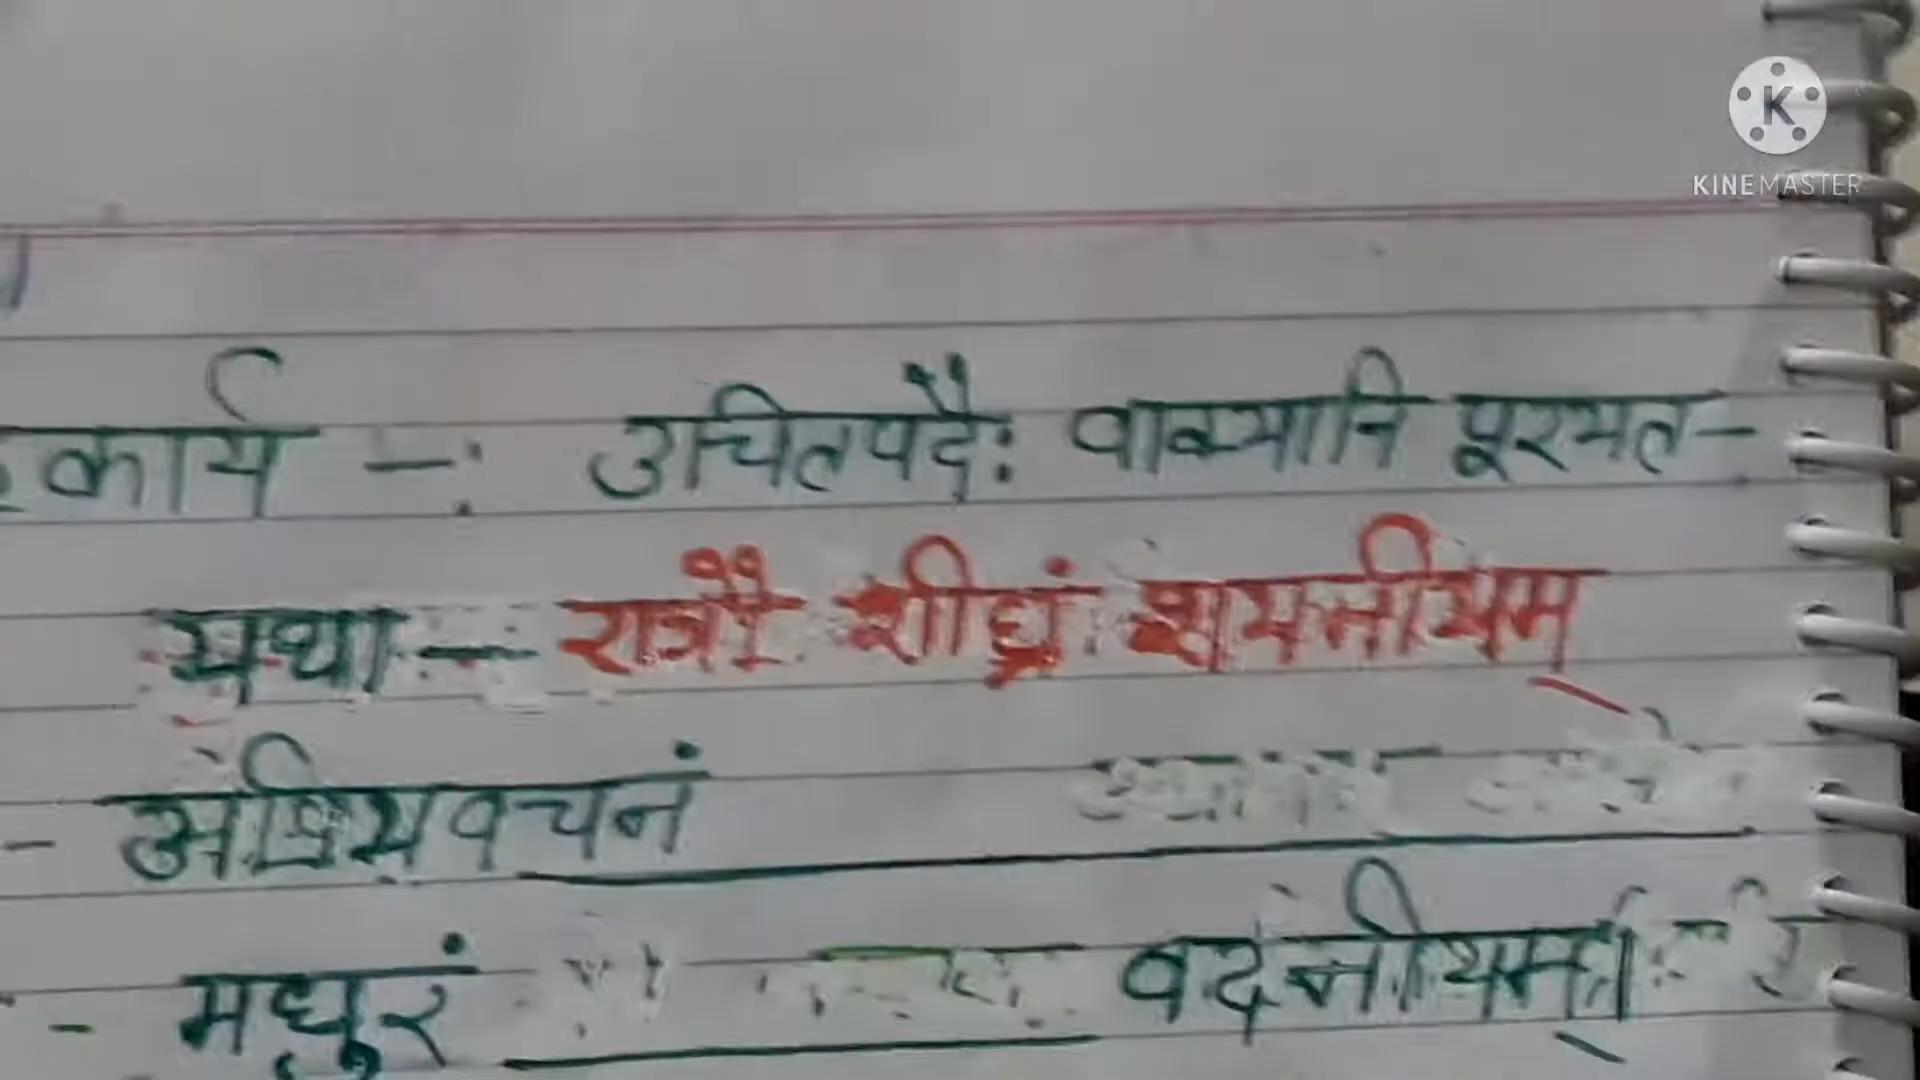 KINEMASTER
कार्य -: उचितपदैः वाक्यानि पूरयत-
यथा - रात्रौ शीघ्रं शयनीयम्
- अप्रियवचनं
- मधुरं वदनीयम्।